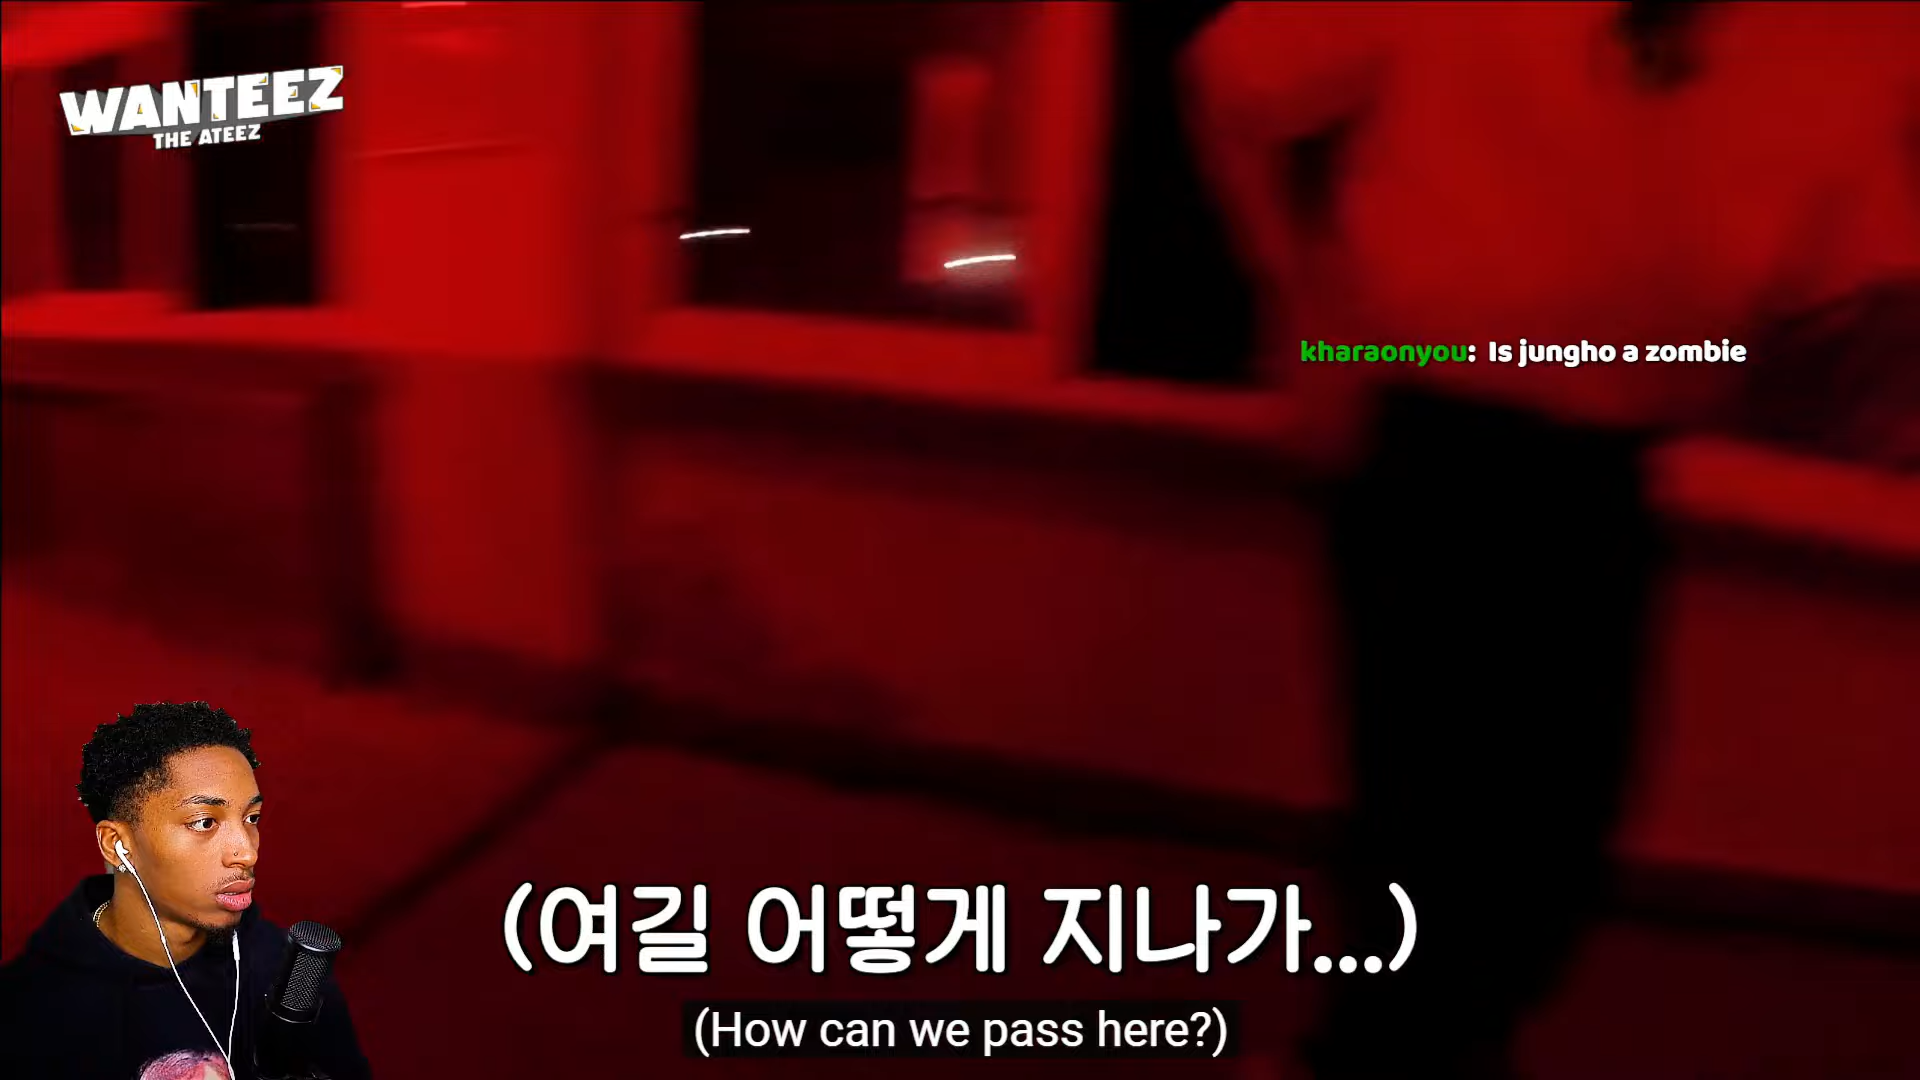 WANTEEZ
THE ATEEZ
kharaonyou: Is jungho a zombie
(여길 어떻게 지나가...)
(How can we pass here?)